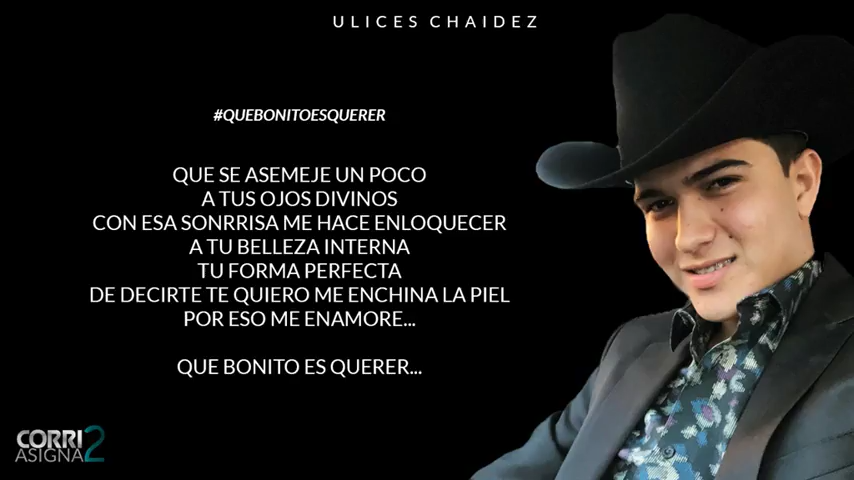 ULICES CHAIDEZ
#QUEBONITOESQUERER
QUE SE ASEMEJE UN POCO
A TUS OJOS DIVINOS
CON ESA SONRRISA ME HACE ENLOQUECER
A TU BELLEZA INTERNA
TU FORMA PERFECTA
DE DECIRTE TE QUIERO ME ENCHINA LA PIEL
POR ESO ME ENAMORE...
QUE BONITO ES QUERER...
CORRI2
ASIGNA